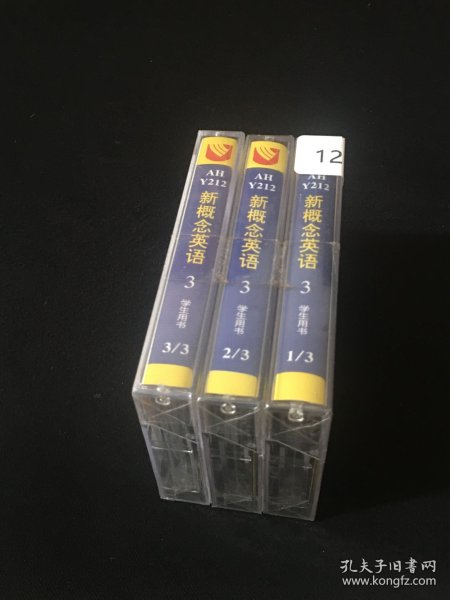 AH
Y212
新概念英语
3
学生用书
3/3
AH
Y212
新概念英语
3
学生用书
2/3
12
AH
Y212
新概念英语
3
学生用书
1/3
孔夫子旧书网
www.kongfz.com